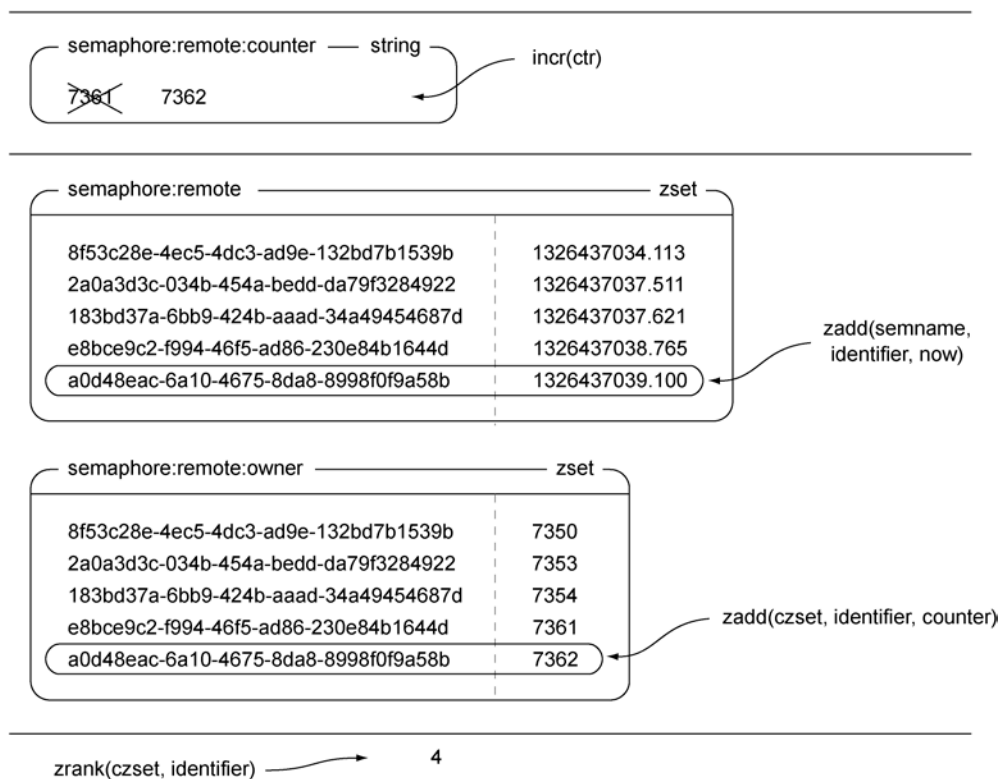 semaphore:remote:counter string
incr(ctr)
7361 7362
semaphore:remote zset
8f53c28e-4ec5-4dc3-ad9e-132bd7b1539b 1326437034.113
2a0a3d3c-034b-454a-bedd-da79f3284922 1326437037.511
183bd37a-6bb9-424b-aaad-34a49454687d 1326437037.621
e8bce9c2-f994-46f5-ad86-230e84b1644d 1326437038.765
a0d48eac-6a10-4675-8da8-8998f0f9a58b 1326437039.100
zadd(semname,
identifier, now)
semaphore:remote:owner zset
8f53c28e-4ec5-4dc3-ad9e-132bd7b1539b 7350
2a0a3d3c-034b-454a-bedd-da79f3284922 7353
183bd37a-6bb9-424b-aaad-34a49454687d 7354
e8bce9c2-f994-46f5-ad86-230e84b1644d 7361
a0d48eac-6a10-4675-8da8-8998f0f9a58b 7362
zadd(czset, identifier, counter)
zrank(czset, identifier) 4